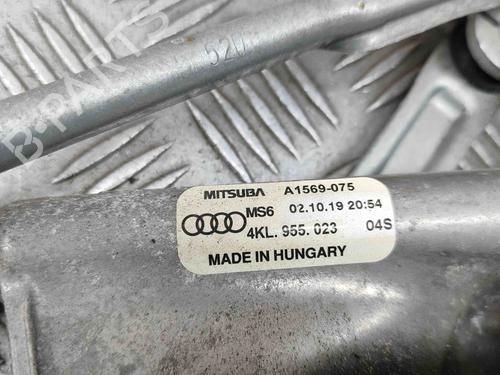 520
MITSUBA A1569-075
MS6 02.10.19 20:54
4KL. 955. 023 04S
MADE IN HUNGARY
B-PARTS